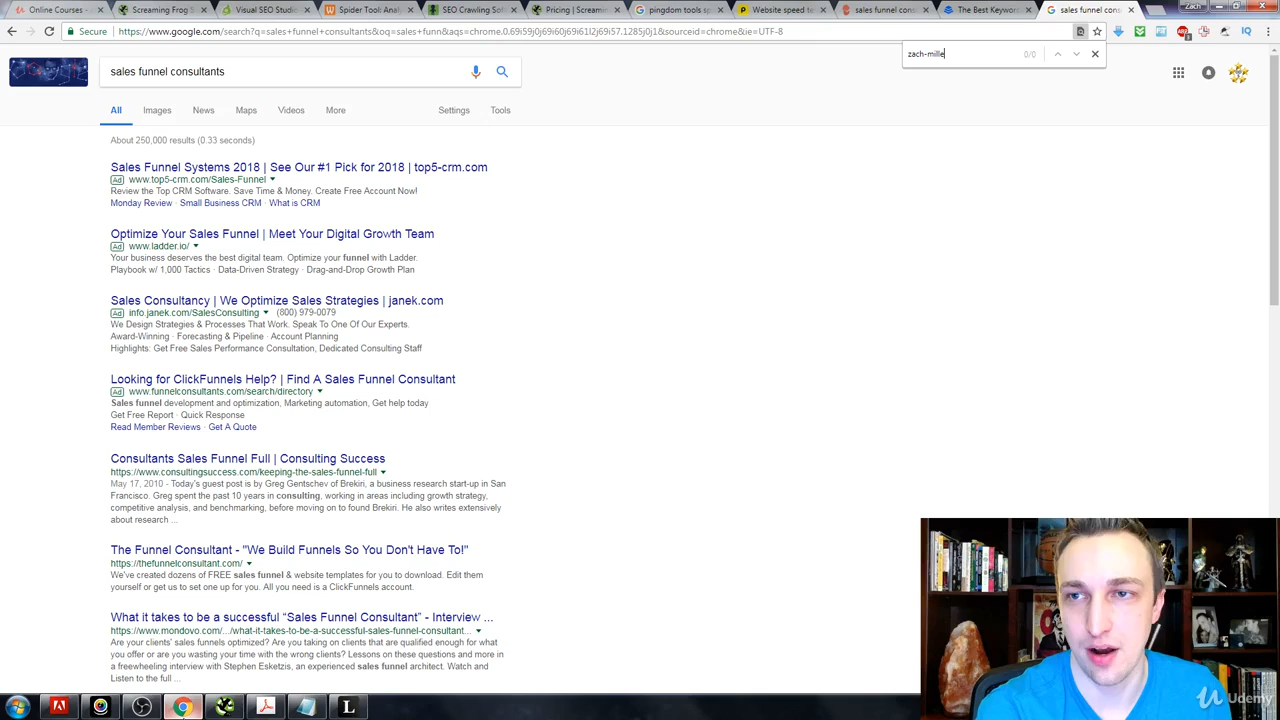 Online Courses -
Screaming Frog S
Visual SEO Studio
Spider Tool Analy
SEO Crawling Softw
Pricing | Screaming
pingdom tools sp
Website speed te
sales funnel cons
The Best Keyword
sales funnel cons
Zach
Secure
https://www.google.com/search?q=sales+funnel+consultants&oq=sales+funnel+
zach-mille
0/0
sales funnel consultants
All Images News Maps Videos More Settings Tools
About 250,000 results (0.33 seconds)
Sales Funnel Systems 2018 | See Our #1 Pick for 2018 | top5-crm.com
Ad www.top5-crm.com/Sales-Funnel
Review the Top CRM Software. Save Time & Money. Create Free Account Now!
Monday Review · Small Business CRM · What is CRM
Optimize Your Sales Funnel | Meet Your Digital Growth Team
Ad www.ladder.io/
Your business deserves the best digital team. Optimize your funnel with Ladder.
Playbook w/ 1,000 Tactics · Data-Driven Strategy · Drag-and-Drop Growth Plan
Sales Consultancy | We Optimize Sales Strategies | janek.com
Ad info.janek.com/SalesConsulting (800) 979-0079
We Design Strategies & Processes That Work. Speak To One Of Our Experts.
Award-Winning · Forecasting & Pipeline · Account Planning
Highlights: Get Free Sales Performance Consultation, Dedicated Consulting Staff
Looking for ClickFunnels Help? | Find A Sales Funnel Consultant
Ad www.funnelconsultants.com/search/directory
Sales funnel development and optimization, Marketing automation, Get help today
Get Free Report · Quick Response
Read Member Reviews · Get A Quote
Consultants Sales Funnel Full | Consulting Success
https://www.consultingsuccess.com/keeping-the-sales-funnel-full
May 17, 2010 - Today's guest post is by Greg Gentschev of Brekiri, a business research start-up in San
Francisco. Greg spent the past 10 years in consulting, working in areas including growth strategy,
competitive analysis, and benchmarking, before moving on to found Brekiri. He also writes extensively
about research ...
The Funnel Consultant - "We Build Funnels So You Don't Have To!"
https://thefunnelconsultant.com/
We've created dozens of FREE sales funnel & website templates for you to download. Edit them
yourself or get us to set one up for you. All you need is a ClickFunnels account.
What it takes to be a successful “Sales Funnel Consultant” - Interview ...
https://www.mondovo.com/.../what-it-takes-to-be-a-successful-sales-funnel-consultant...
Are your clients' sales funnels optimized? Are you taking on clients that are qualified enough for what
you offer or are you wasting your time with the wrong clients? Lessons on these questions and more in
a freewheeling interview with Stephen Esketzis, an experienced sales funnel architect. Watch and
Listen to the full ...
Udemy